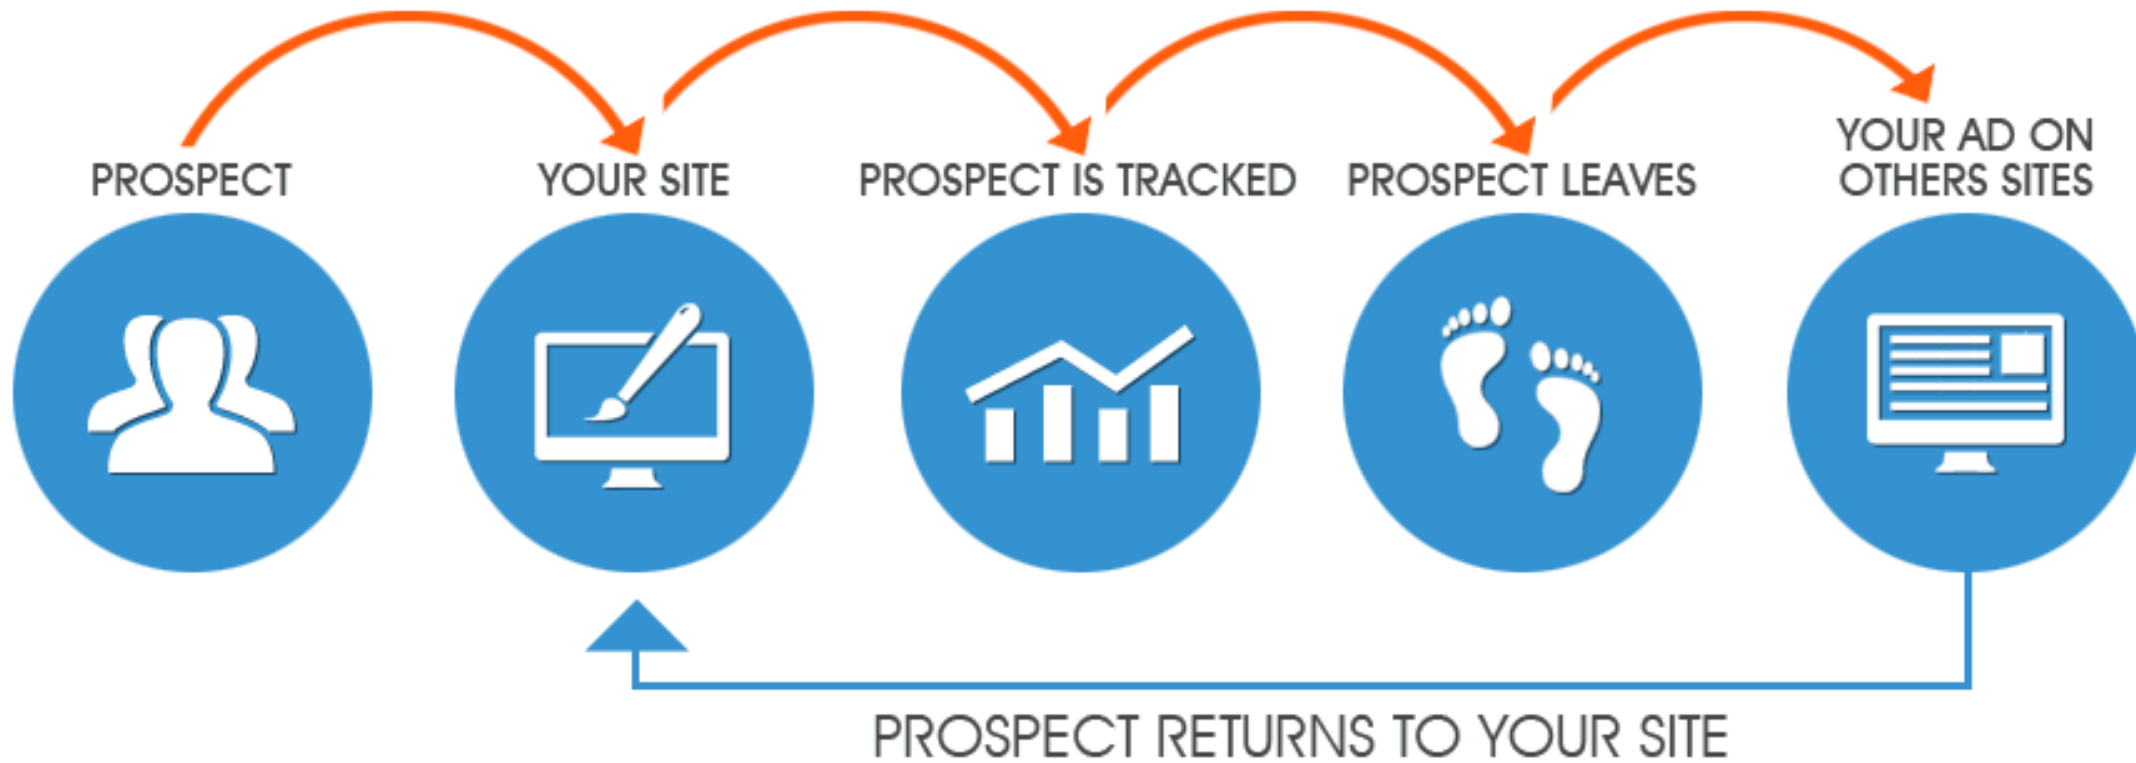 PROSPECT
YOUR SITE
PROSPECT IS TRACKED
PROSPECT LEAVES
YOUR AD ON
OTHERS SITES
PROSPECT RETURNS TO YOUR SITE